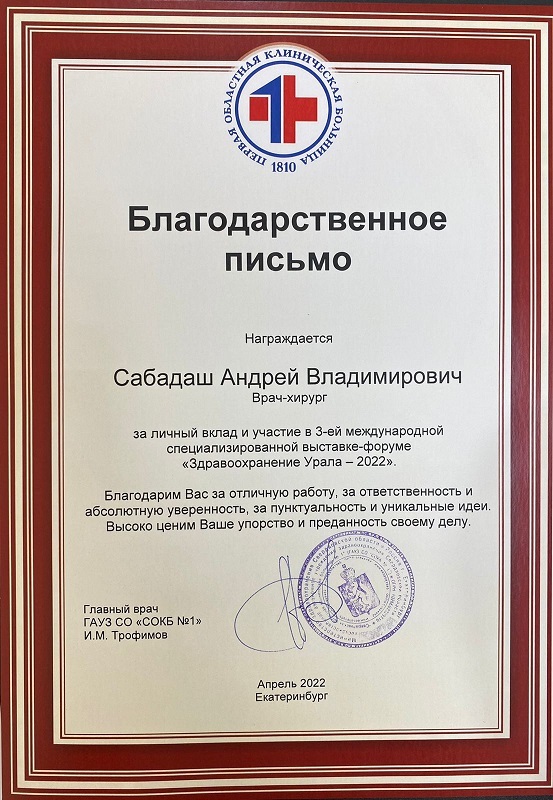 ПЕРВАЯ ОБЛАСТНАЯ КЛИНИЧЕСКАЯ БОЛЬНИЦА
1
1810
Благодарственное
письмо
Награждается
Сабадаш Андрей Владимирович
Врач-хирург
за личный вклад и участие в 3-ей международной
специализированной выставке-форуме
«Здравоохранение Урала – 2022».
Благодарим Вас за отличную работу, за ответственность и
абсолютную уверенность, за пунктуальность и уникальные идеи.
Высоко ценим Ваше упорство и преданность своему делу.
Главный врач
ГАУЗ СО «СОКБ №1»
И.М. Трофимов
Апрель 2022
Екатеринбург